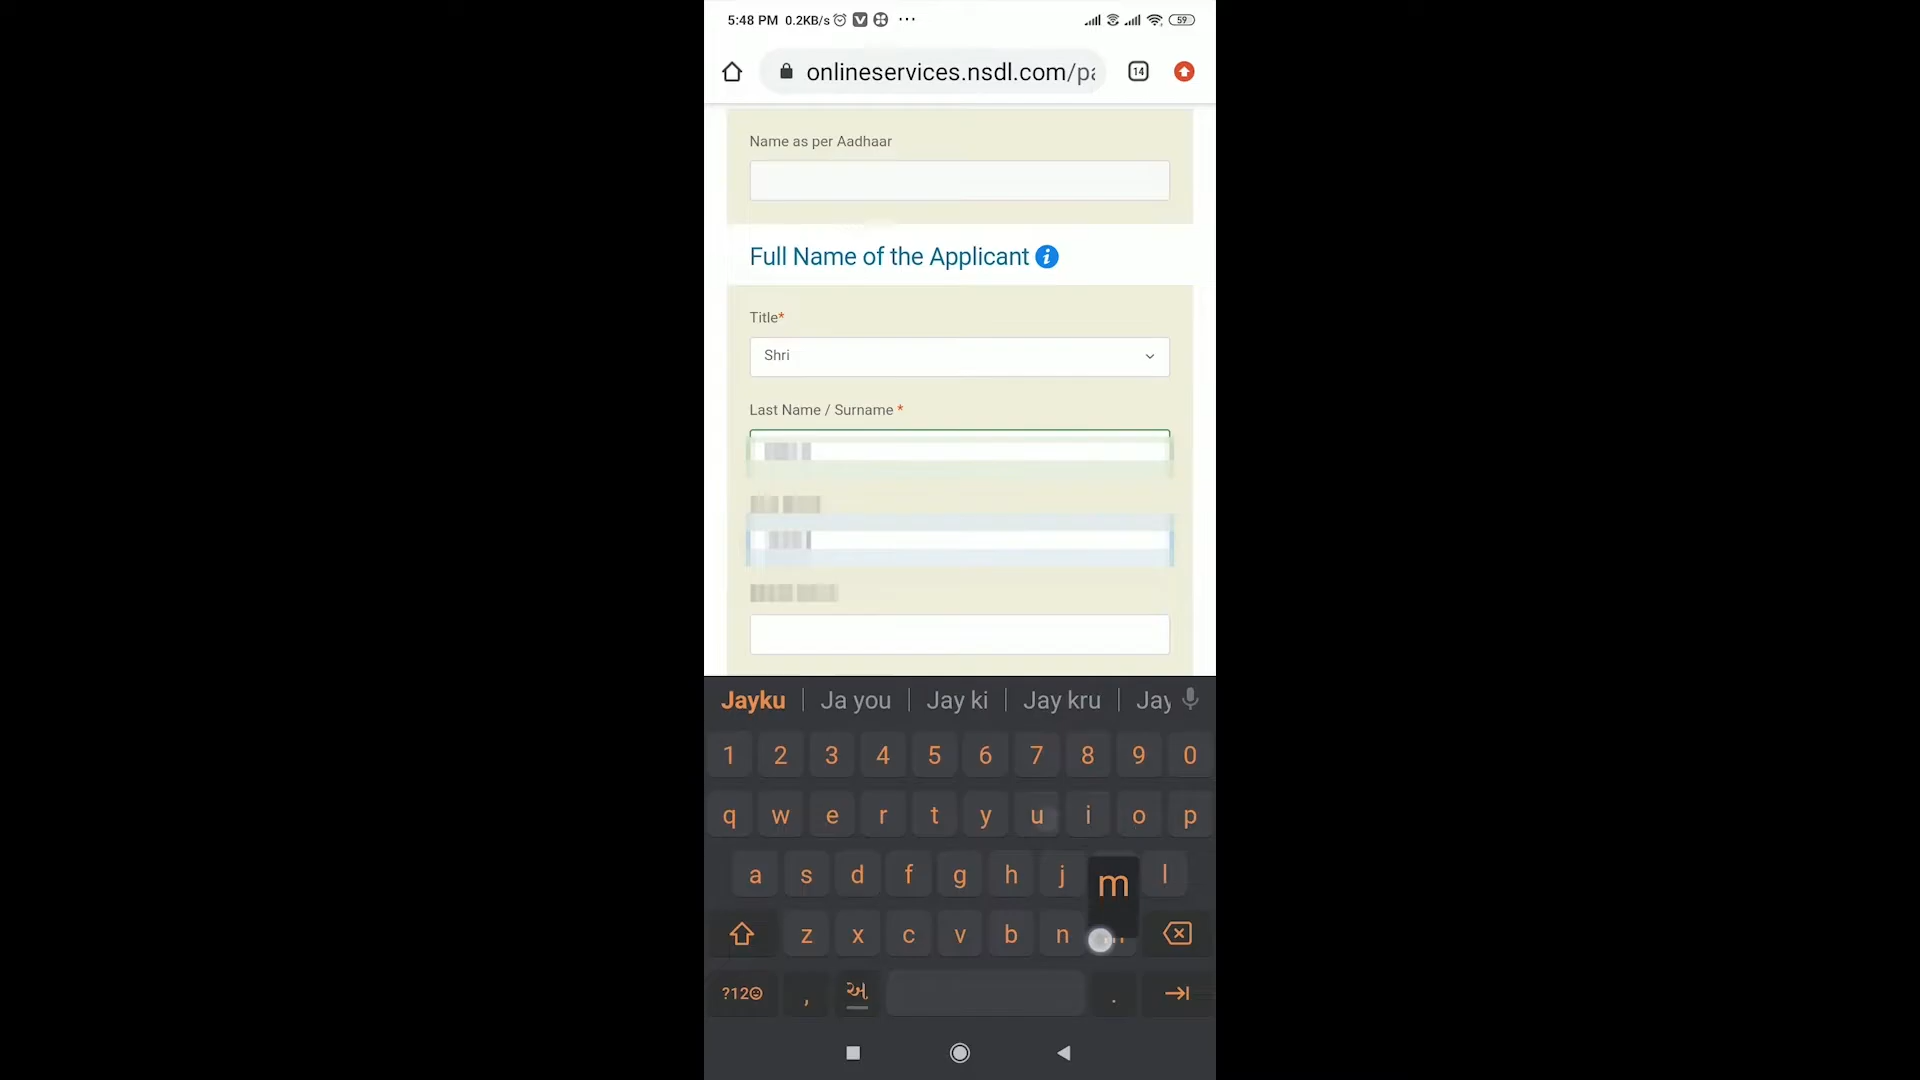 5:48 PM 0.2KB/s V ... 59
onlineservices.nsdl.com/pa 14
Name as per Aadhaar
Full Name of the Applicant i
Title*
Shri
Last Name / Surname *
Jayku Ja you Jay ki Jay kru Jay
1 2 3 4 5 6 7 8 9 0
q w e r t y u i o p
a s d f g h j m l
z x c v b n
?12 , અ .